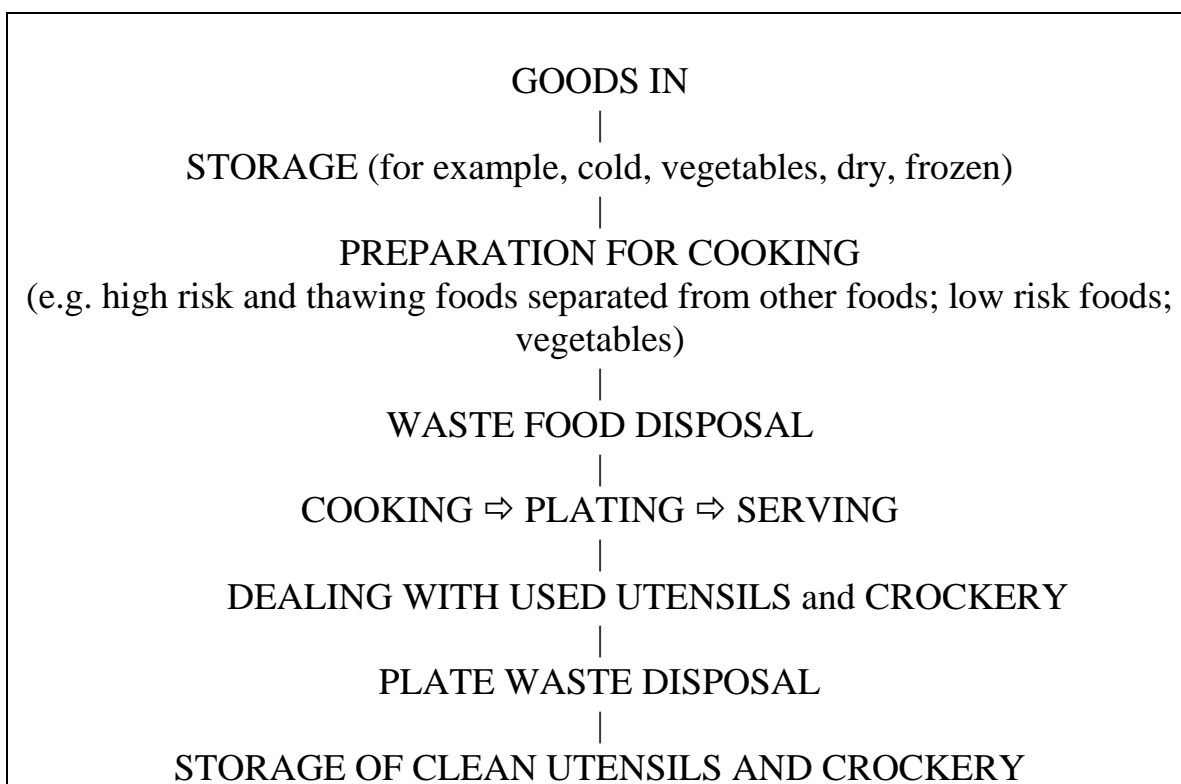 GOODS IN
|
STORAGE (for example, cold, vegetables, dry, frozen)
|
PREPARATION FOR COOKING
(e.g. high risk and thawing foods separated from other foods; low risk foods;
vegetables)
|
WASTE FOOD DISPOSAL
|
COOKING ⇨ PLATING ⇨ SERVING
|
DEALING WITH USED UTENSILS and CROCKERY
|
PLATE WASTE DISPOSAL
|
STORAGE OF CLEAN UTENSILS AND CROCKERY